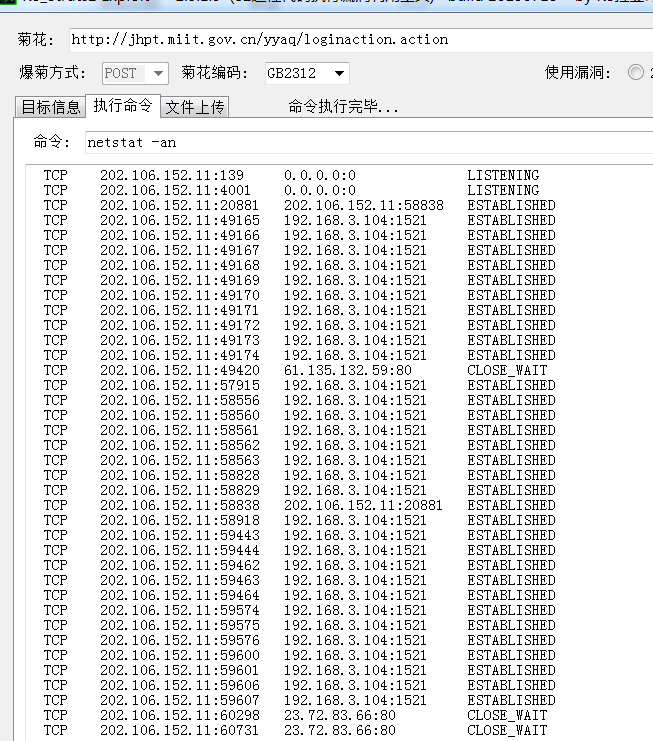 菊花: http://jhpt.miit.gov.cn/yyaq/loginaction.action
爆菊方式: POST 菊花编码: GB2312 使用漏洞:
目标信息 执行命令 文件上传 命令执行完毕...
命令: netstat -an
TCP 202.106.152.11:139 0.0.0.0:0 LISTENING
TCP 202.106.152.11:4001 0.0.0.0:0 LISTENING
TCP 202.106.152.11:20881 202.106.152.11:58838 ESTABLISHED
TCP 202.106.152.11:49165 192.168.3.104:1521 ESTABLISHED
TCP 202.106.152.11:49166 192.168.3.104:1521 ESTABLISHED
TCP 202.106.152.11:49167 192.168.3.104:1521 ESTABLISHED
TCP 202.106.152.11:49168 192.168.3.104:1521 ESTABLISHED
TCP 202.106.152.11:49169 192.168.3.104:1521 ESTABLISHED
TCP 202.106.152.11:49170 192.168.3.104:1521 ESTABLISHED
TCP 202.106.152.11:49171 192.168.3.104:1521 ESTABLISHED
TCP 202.106.152.11:49172 192.168.3.104:1521 ESTABLISHED
TCP 202.106.152.11:49173 192.168.3.104:1521 ESTABLISHED
TCP 202.106.152.11:49174 192.168.3.104:1521 ESTABLISHED
TCP 202.106.152.11:49420 61.135.132.59:80 CLOSE_WAIT
TCP 202.106.152.11:57915 192.168.3.104:1521 ESTABLISHED
TCP 202.106.152.11:58556 192.168.3.104:1521 ESTABLISHED
TCP 202.106.152.11:58560 192.168.3.104:1521 ESTABLISHED
TCP 202.106.152.11:58561 192.168.3.104:1521 ESTABLISHED
TCP 202.106.152.11:58562 192.168.3.104:1521 ESTABLISHED
TCP 202.106.152.11:58563 192.168.3.104:1521 ESTABLISHED
TCP 202.106.152.11:58828 192.168.3.104:1521 ESTABLISHED
TCP 202.106.152.11:58829 192.168.3.104:1521 ESTABLISHED
TCP 202.106.152.11:58838 202.106.152.11:20881 ESTABLISHED
TCP 202.106.152.11:58918 192.168.3.104:1521 ESTABLISHED
TCP 202.106.152.11:59443 192.168.3.104:1521 ESTABLISHED
TCP 202.106.152.11:59444 192.168.3.104:1521 ESTABLISHED
TCP 202.106.152.11:59462 192.168.3.104:1521 ESTABLISHED
TCP 202.106.152.11:59463 192.168.3.104:1521 ESTABLISHED
TCP 202.106.152.11:59464 192.168.3.104:1521 ESTABLISHED
TCP 202.106.152.11:59574 192.168.3.104:1521 ESTABLISHED
TCP 202.106.152.11:59575 192.168.3.104:1521 ESTABLISHED
TCP 202.106.152.11:59576 192.168.3.104:1521 ESTABLISHED
TCP 202.106.152.11:59600 192.168.3.104:1521 ESTABLISHED
TCP 202.106.152.11:59601 192.168.3.104:1521 ESTABLISHED
TCP 202.106.152.11:59606 192.168.3.104:1521 ESTABLISHED
TCP 202.106.152.11:59607 192.168.3.104:1521 ESTABLISHED
TCP 202.106.152.11:60298 23.72.83.66:80 CLOSE_WAIT
TCP 202.106.152.11:60731 23.72.83.66:80 CLOSE_WAIT